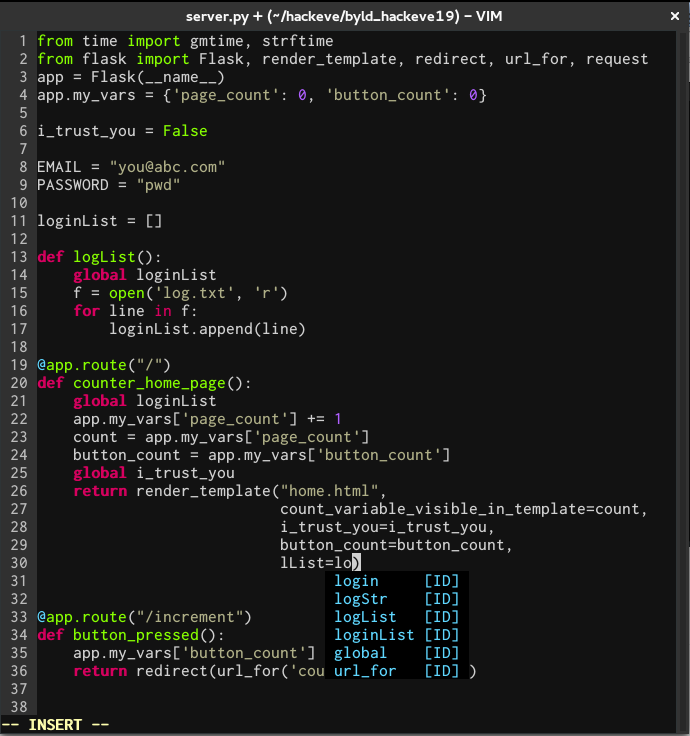 server.py + (~/hackeve/byld_hackeve19) – VIM ×
1 from time import gmtime, strftime
2 from flask import Flask, render_template, redirect, url_for, request
3 app = Flask(__name__)
4 app.my_vars = {'page_count': 0, 'button_count': 0}
5
6 i_trust_you = False
7
8 EMAIL = "you@abc.com"
9 PASSWORD = "pwd"
10
11 loginList = []
12
13 def logList():
14     global loginList
15     f = open('log.txt', 'r')
16     for line in f:
17         loginList.append(line)
18
19 @app.route("/")
20 def counter_home_page():
21     global loginList
22     app.my_vars['page_count'] += 1
23     count = app.my_vars['page_count']
24     button_count = app.my_vars['button_count']
25     global i_trust_you
26     return render_template("home.html",
27                            count_variable_visible_in_template=count,
28                            i_trust_you=i_trust_you,
29                            button_count=button_count,
30                            lList=lo)
31 login [ID]
32 logStr [ID]
33 @app.route("/increment") logList [ID]
34 def button_pressed(): loginList [ID]
35     app.my_vars['button_count'] global [ID]
36     return redirect(url_for('cou url_for [ID] )
37
38
-- INSERT --